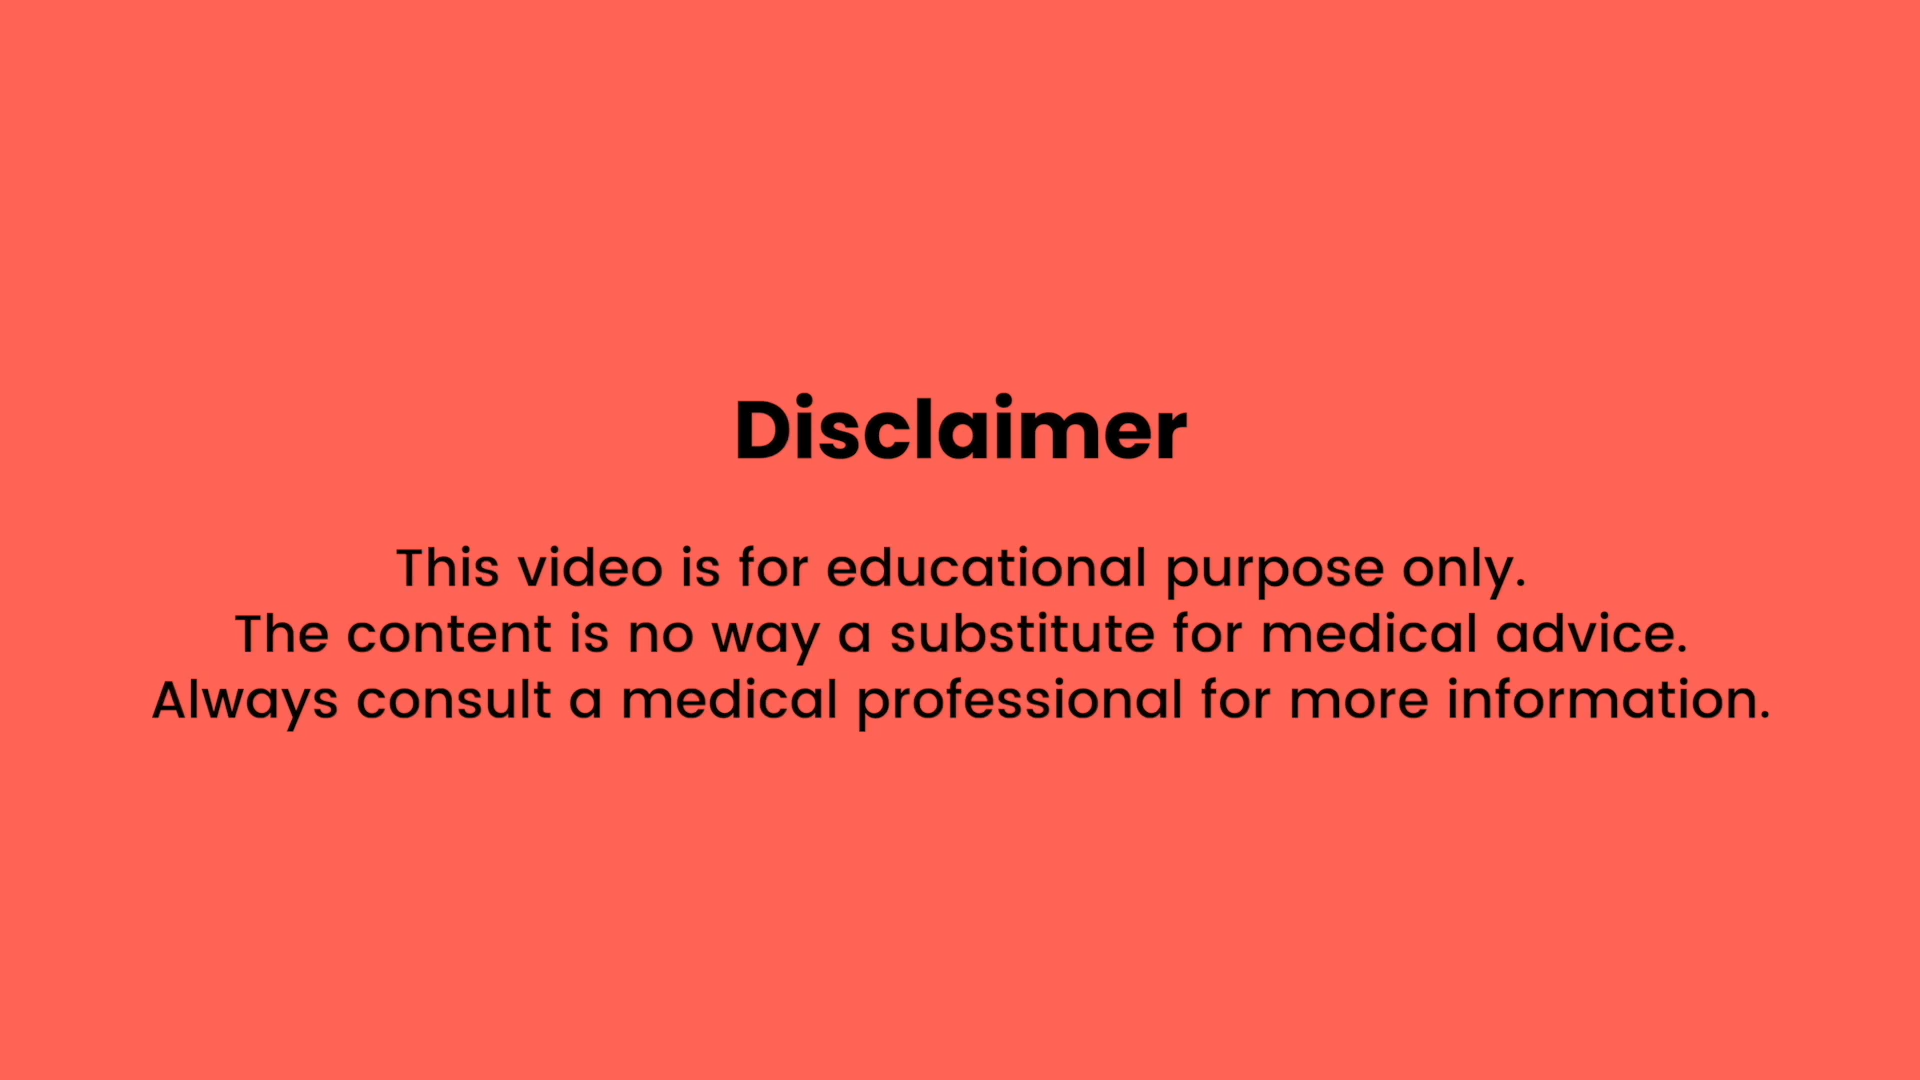 Disclaimer
This video is for educational purpose only.
The content is no way a substitute for medical advice.
Always consult a medical professional for more information.